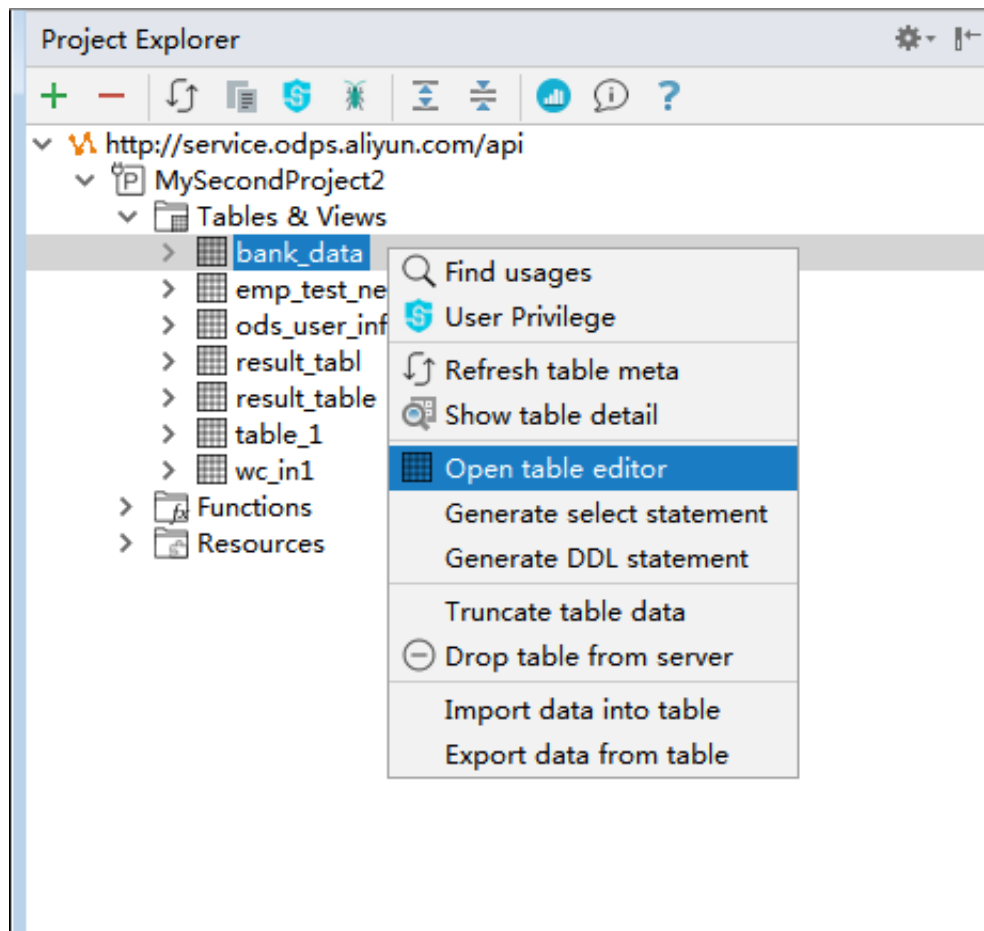 Project Explorer
http://service.odps.aliyun.com/api
MySecondProject2
Tables & Views
bank_data
emp_test_ne
ods_user_inf
result_tabl
result_table
table_1
wc_in1
Functions
Resources
Find usages
User Privilege
Refresh table meta
Show table detail
Open table editor
Generate select statement
Generate DDL statement
Truncate table data
Drop table from server
Import data into table
Export data from table